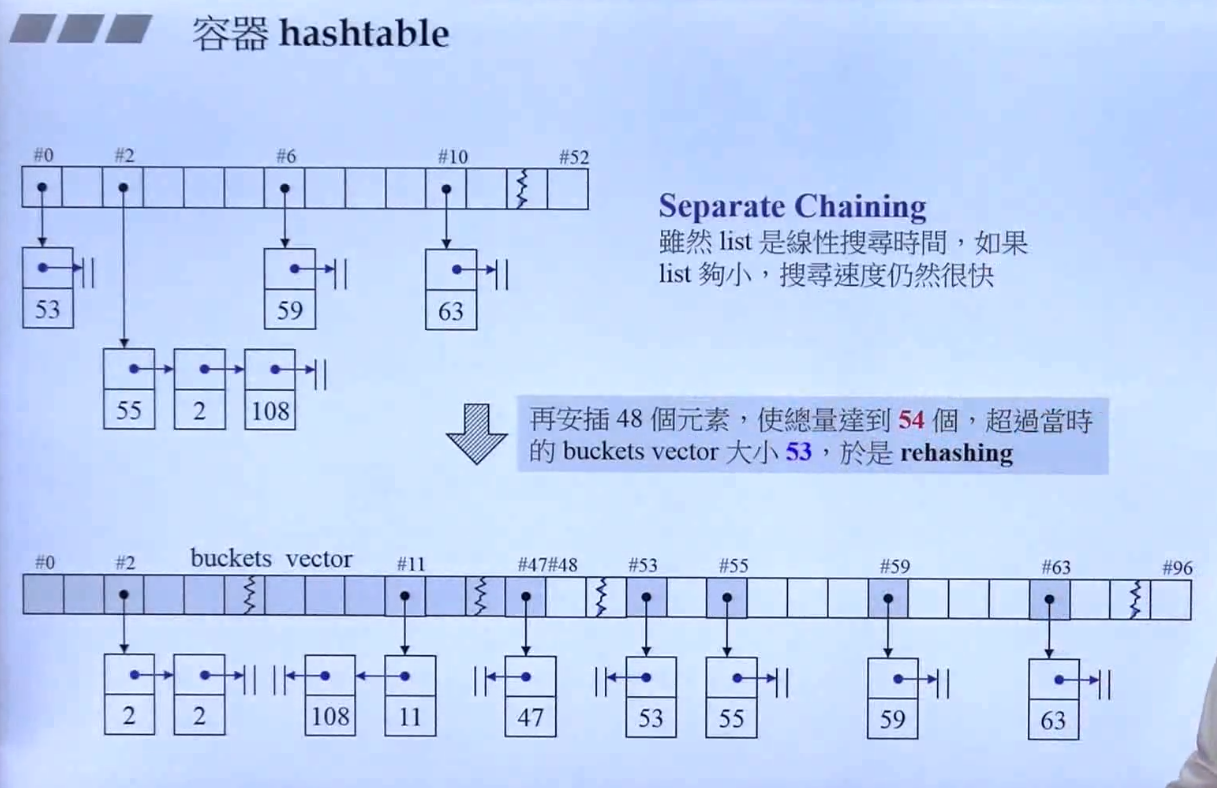 容器 hashtable
#0 #2 #6 #10 #52
53 59 63
55 2 108
Separate Chaining
雖然 list 是線性搜尋時間，如果
list 夠小，搜尋速度仍然很快
再安插 48 個元素，使總量達到 54 個，超過當時
的 buckets vector 大小 53，於是 rehashing
buckets vector
#0 #2 #11 #47 #48 #53 #55 #59 #63 #96
2 2 108 11 47 53 55 59 63